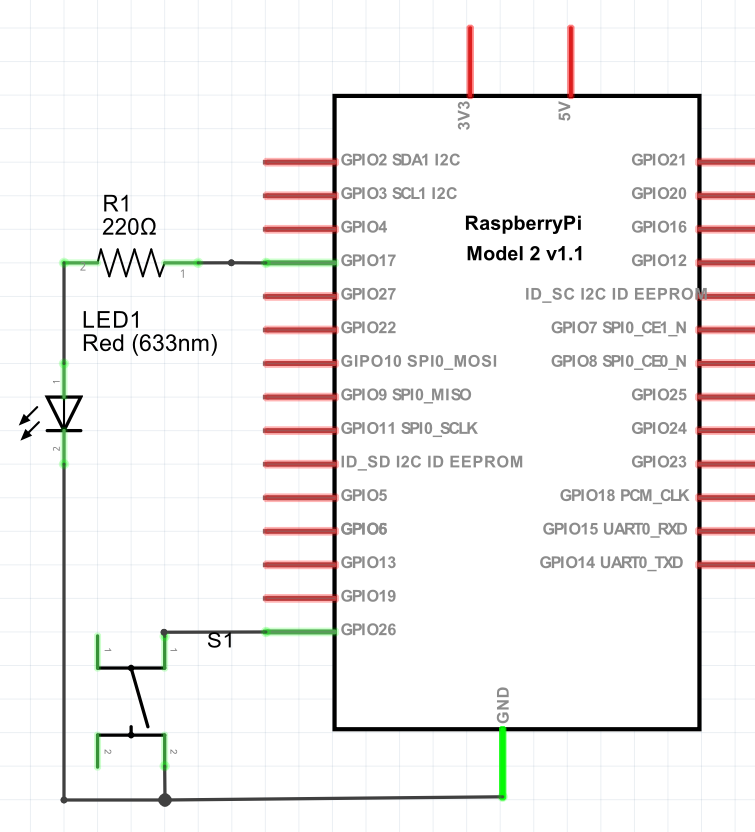 3V3
5V
GPIO2 SDA1 I2C
GPIO21
R1
GPIO3 SCL1 I2C
GPIO20
220Ω
GPIO4
RaspberryPi
GPIO16
Model 2 v1.1
2
1
GPIO17
GPIO12
GPIO27
ID_SC I2C ID EEPROM
LED1
GPIO22
GPIO7 SPI0_CE1_N
Red (633nm)
GIPO10 SPI0_MOSI
GPIO8 SPI0_CE0_N
1
GPIO9 SPI0_MISO
GPIO25
GPIO11 SPI0_SCLK
GPIO24
2
ID_SD I2C ID EEPROM
GPIO23
GPIO5
GPIO18 PCM_CLK
GPIO6
GPIO15 UART0_RXD
GPIO13
GPIO14 UART0_TXD
GPIO19
GPIO26
S1
1
1
GND
2
2